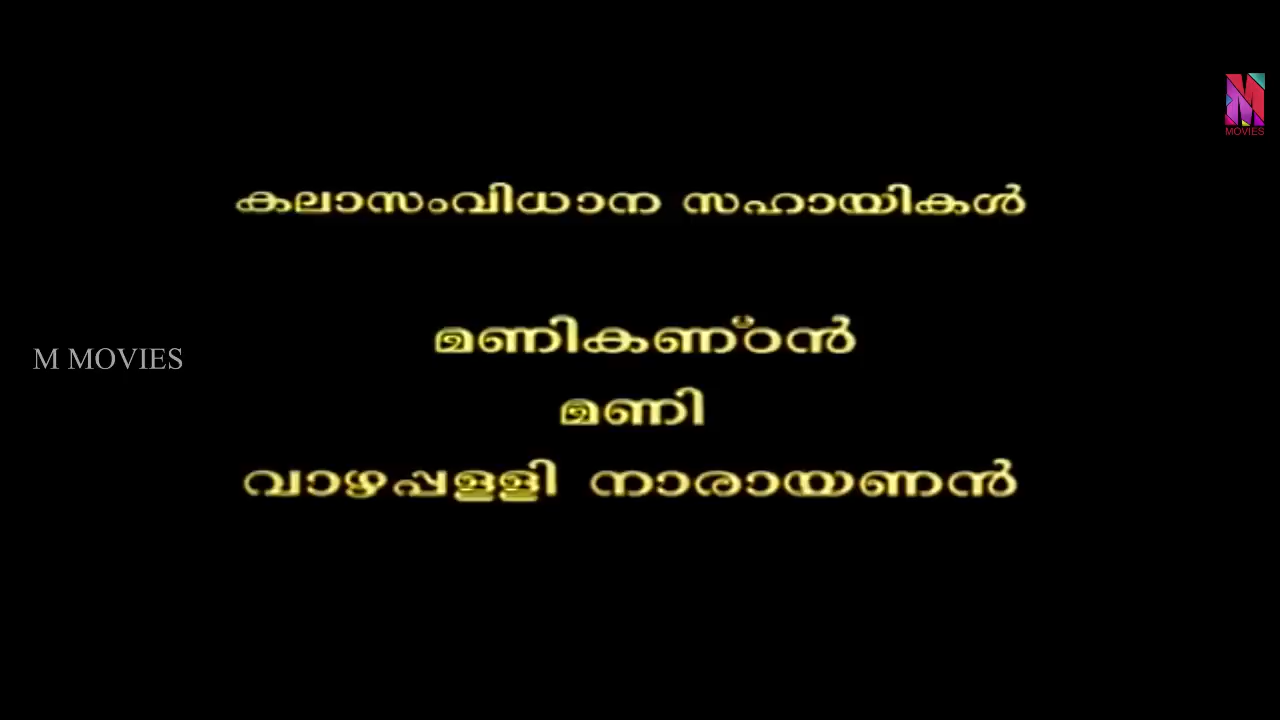 MOVIES
കലാസംവിധാന സഹായികൾ
മണികണ്ഠൻ
M MOVIES
മണി
വാഴപ്പള്ളി നാരായണൻ